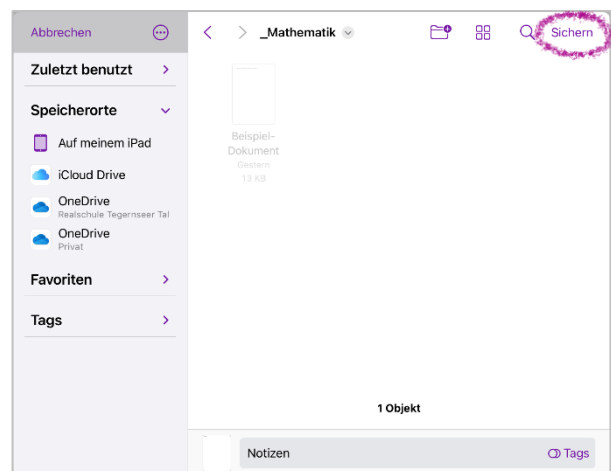 Abbrechen
_Mathematik
Sichern
Zuletzt benutzt
Speicherorte
Auf meinem iPad
iCloud Drive
OneDrive
Realschule Tegernseer Tal
OneDrive
Privat
Favoriten
Tags
Beispiel-
Dokument
Gestern
13 KB
1 Objekt
Notizen
Tags